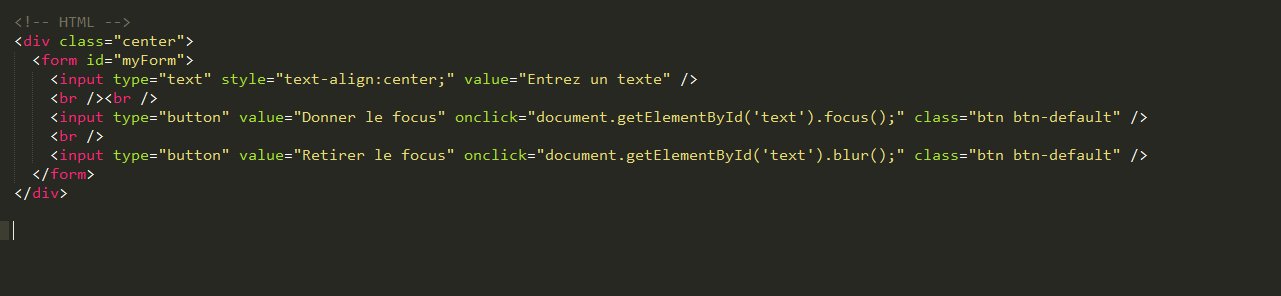 <!-- HTML -->
<div class="center">
<form id="myForm">
<input type="text" style="text-align:center;" value="Entrez un texte" />
<br /><br />
<input type="button" value="Donner le focus" onclick="document.getElementById('text').focus();" class="btn btn-default" />
<br />
<input type="button" value="Retirer le focus" onclick="document.getElementById('text').blur();" class="btn btn-default" />
</form>
</div>